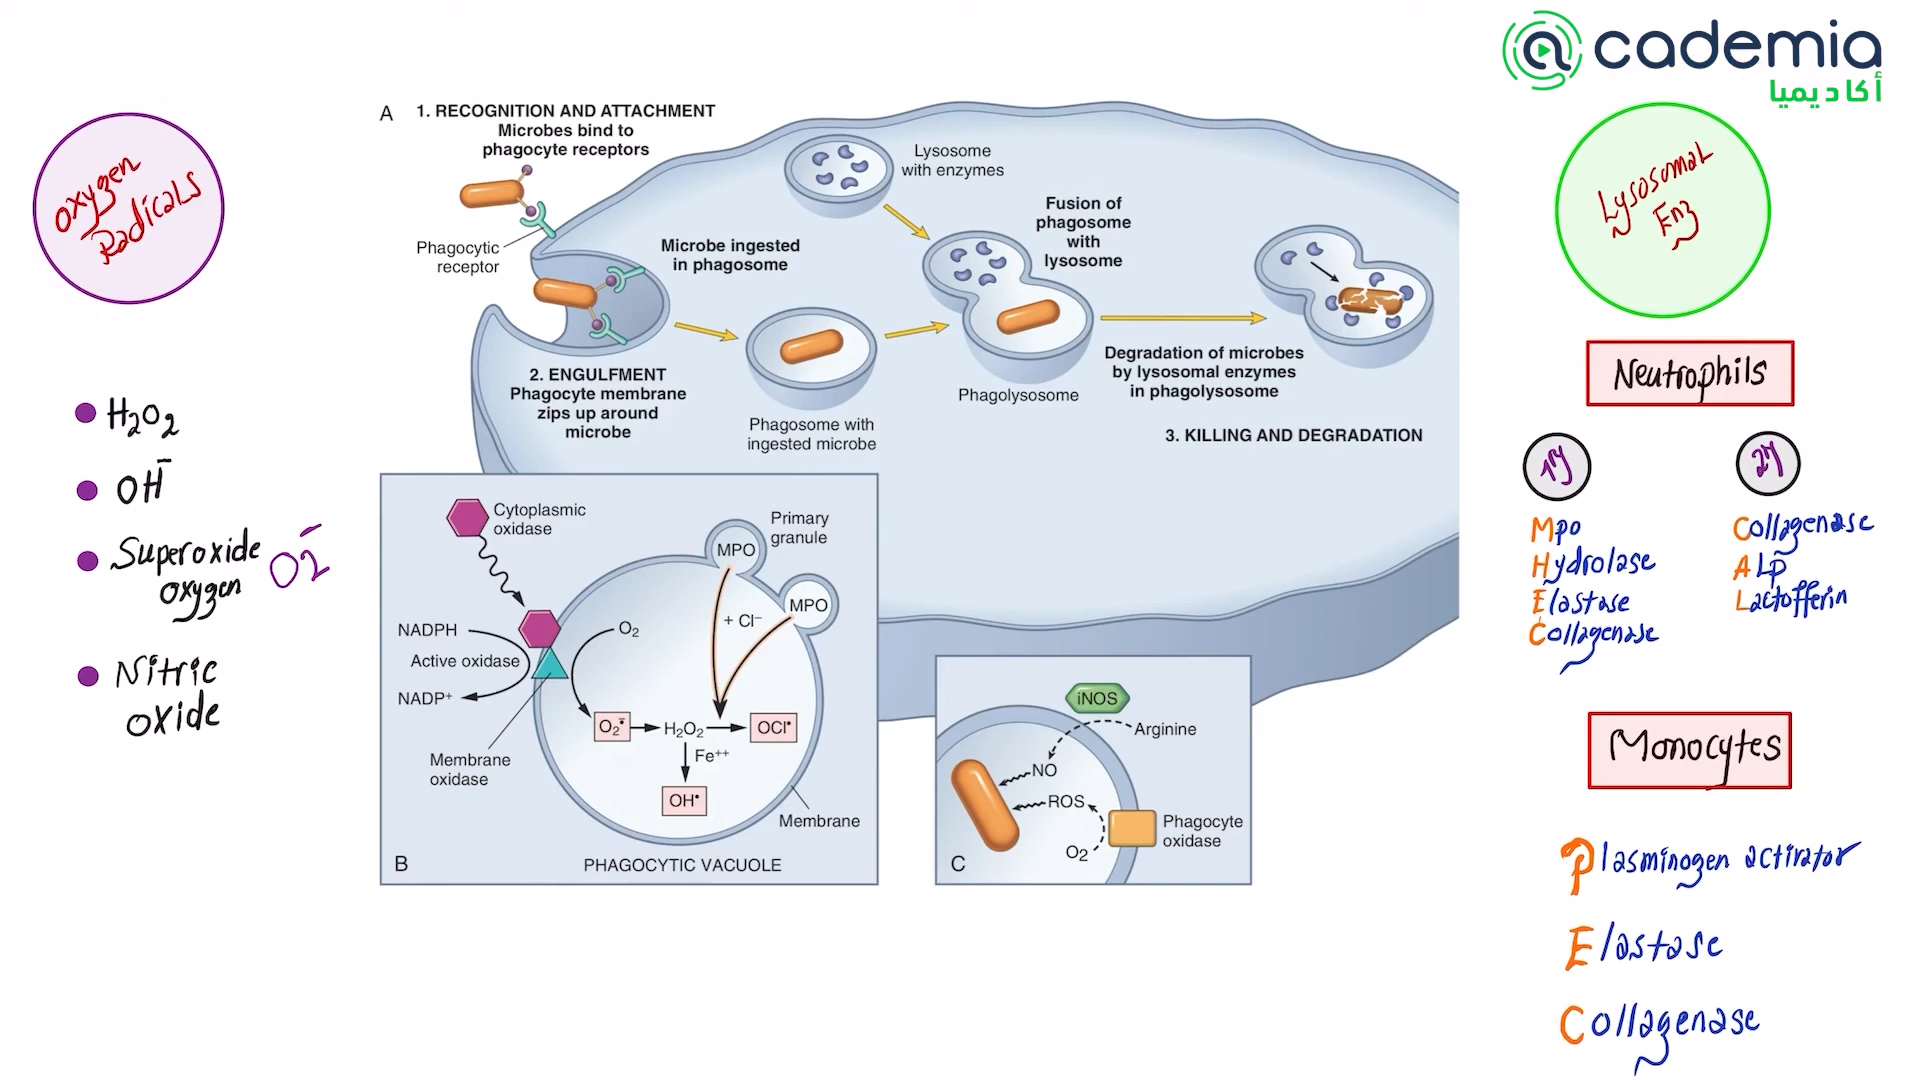 cademia
أكاديميا
Oxygen
Radicals
H₂O₂
OH⁻
Superoxide
oxygen O₂⁻
Nitric
oxide
A
1. RECOGNITION AND ATTACHMENT
Microbes bind to
phagocyte receptors
Phagocytic
receptor
Microbe ingested
in phagosome
2. ENGULFMENT
Phagocyte membrane
zips up around
microbe
Phagosome with
ingested microbe
Lysosome
with enzymes
Fusion of
phagosome
with
lysosome
Phagolysosome
Degradation of microbes
by lysosomal enzymes
in phagolysosome
3. KILLING AND DEGRADATION
Cytoplasmic
oxidase
Primary
granule
MPO
MPO
+ Cl⁻
NADPH
Active oxidase
NADP⁺
O₂
O₂⁻•
H₂O₂
OCl•
Fe⁺⁺
OH•
Membrane
oxidase
Membrane
B
PHAGOCYTIC VACUOLE
iNOS
Arginine
NO
ROS
O₂
Phagocyte
oxidase
C
Lysosomal
Enz
Neutrophils
1ry
Mpo
Hydrolase
Elastase
Collagenase
2ry
Collagenase
ALP
Lactofferin
Monocytes
Plasminogen activator
Elastase
Collagenase